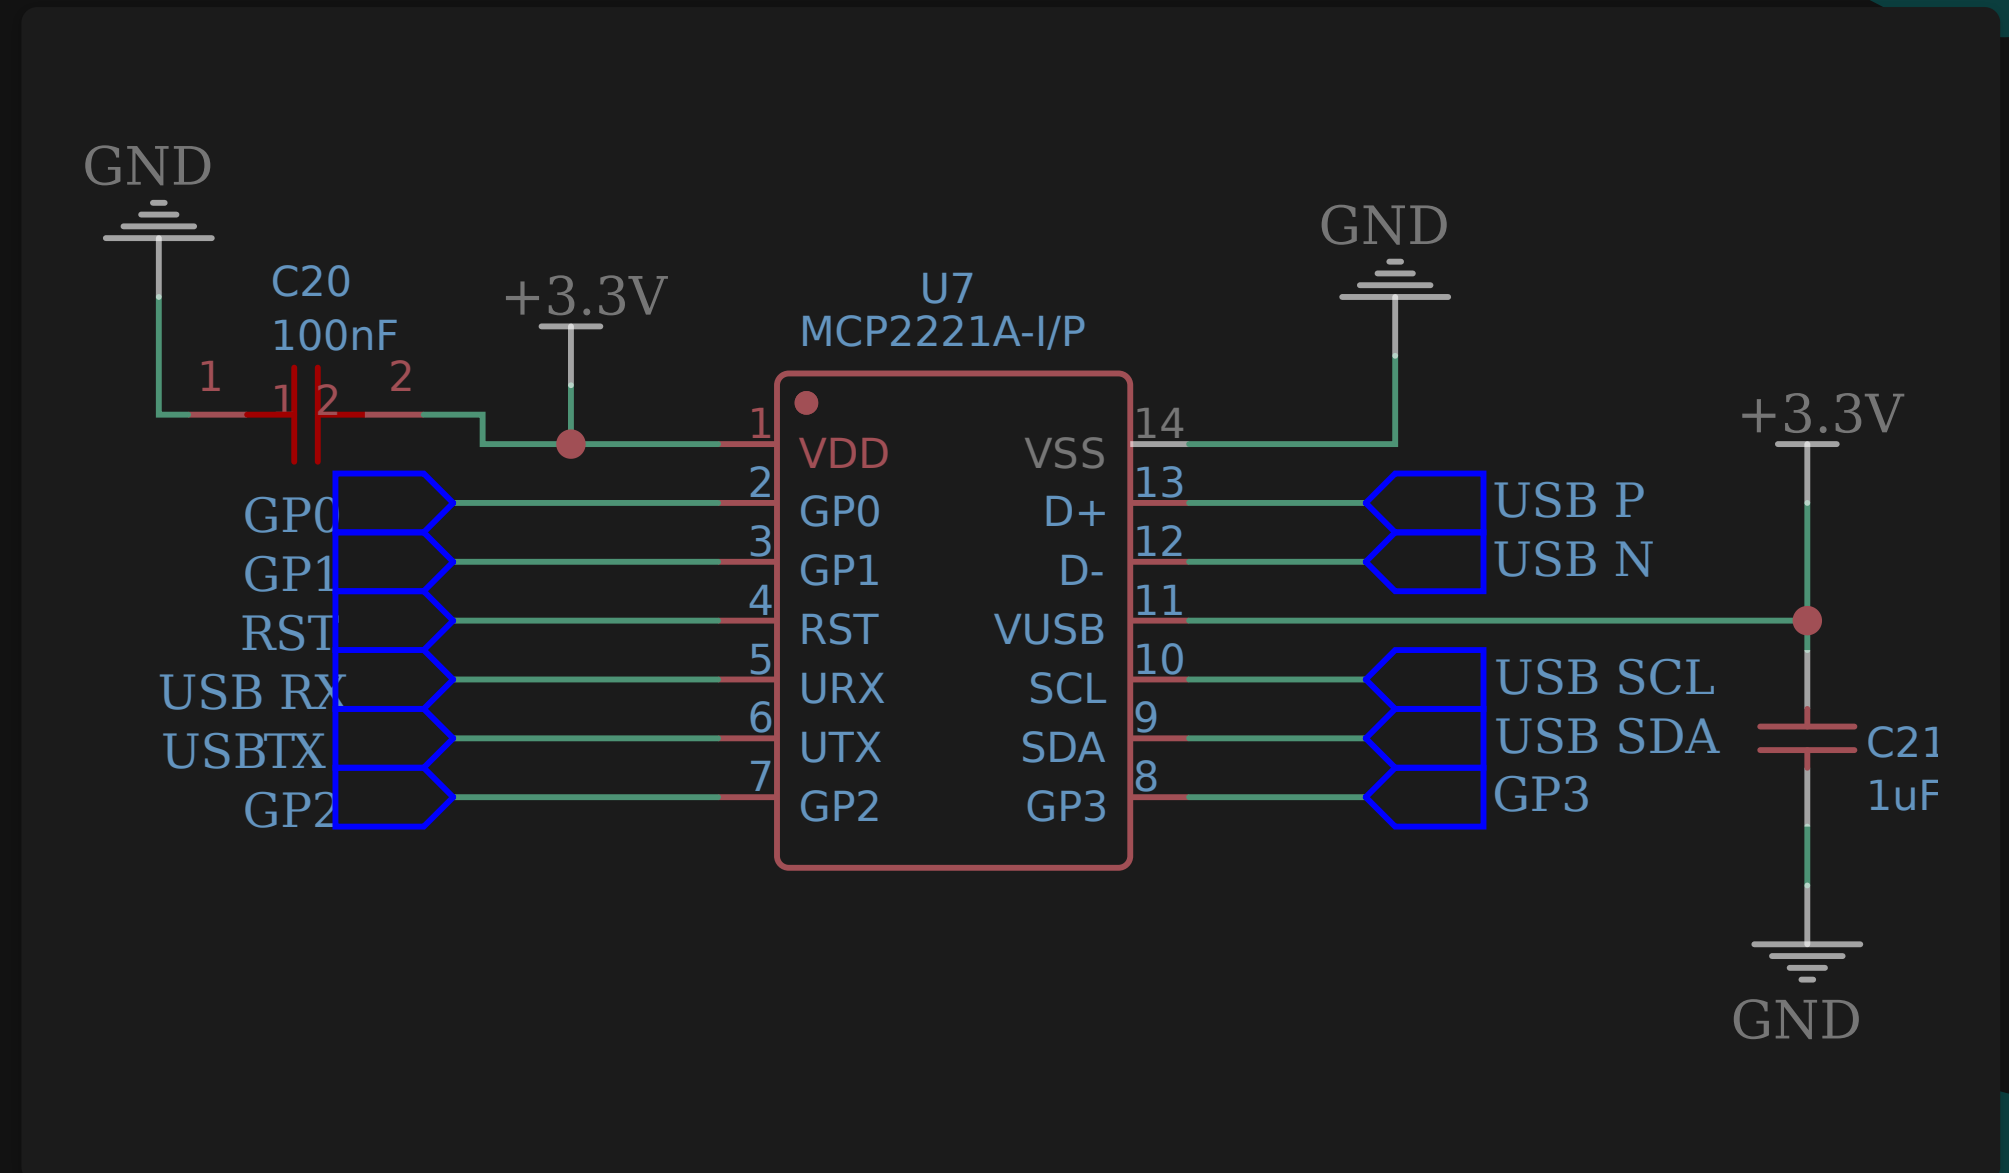 GND
C20
100nF
1 1 2 2
+3.3V
U7
MCP2221A-I/P
GND
+3.3V
1 VDD
VSS 14
GP0 2 GP0
D+ 13 USB P
GP1 3 GP1
D- 12 USB N
RST 4 RST
VUSB 11
USB RX 5 URX
SCL 10 USB SCL
USBTX 6 UTX
SDA 9 USB SDA
GP2 7 GP2
GP3 8 GP3
C21
1uF
GND